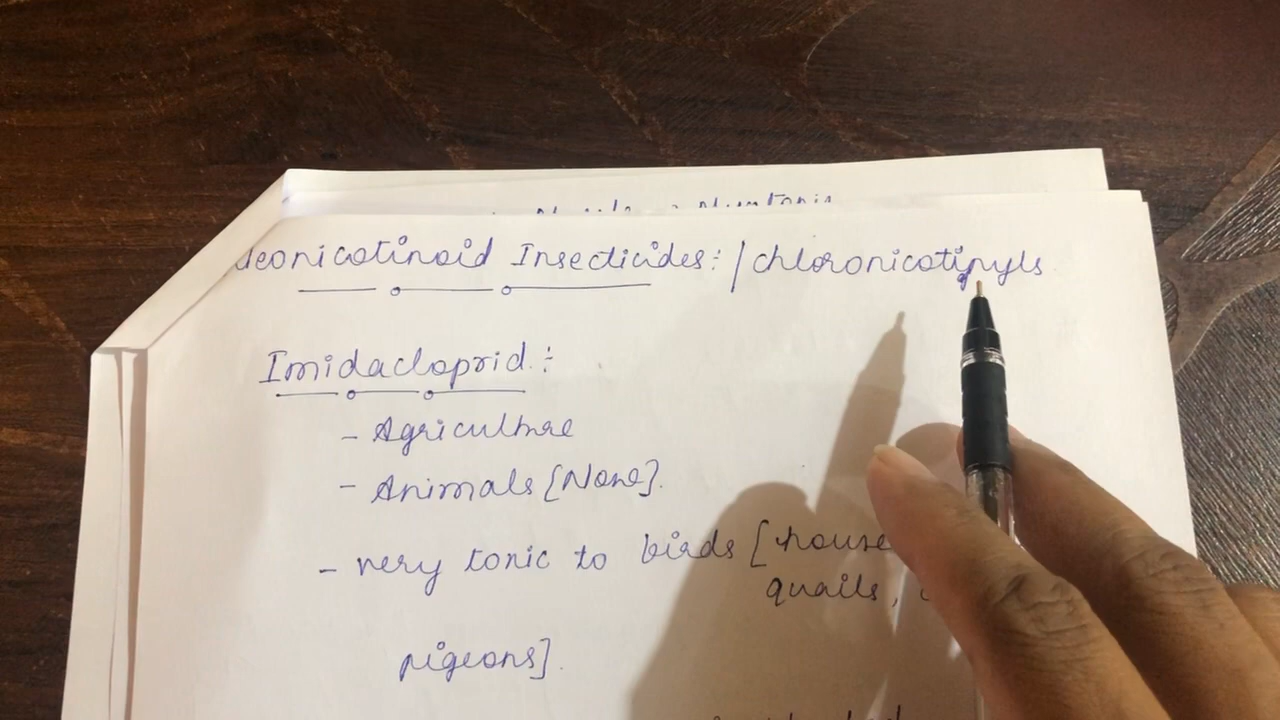 Neonicotinoid Insecticides: / chloronicotinyls
Imidacloprid :
- Agriculture
- Animals [None].
- very toxic to birds [house
quails,
pigeons].